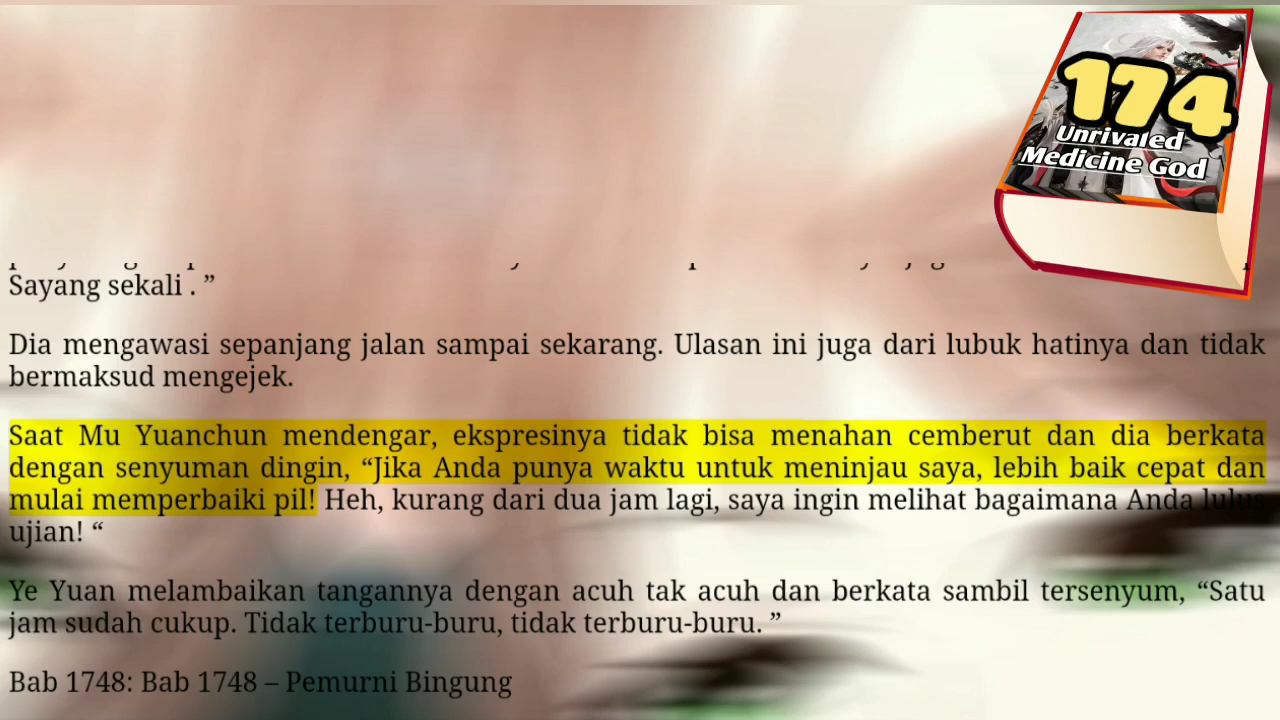 174
Unrivaled
Medicine God
Sayang sekali . ”
Dia mengawasi sepanjang jalan sampai sekarang. Ulasan ini juga dari lubuk hatinya dan tidak
bermaksud mengejek.
Saat Mu Yuanchun mendengar, ekspresinya tidak bisa menahan cemberut dan dia berkata
dengan senyuman dingin, “Jika Anda punya waktu untuk meninjau saya, lebih baik cepat dan
mulai memperbaiki pil! Heh, kurang dari dua jam lagi, saya ingin melihat bagaimana Anda lulus
ujian! “
Ye Yuan melambaikan tangannya dengan acuh tak acuh dan berkata sambil tersenyum, “Satu
jam sudah cukup. Tidak terburu-buru, tidak terburu-buru. ”
Bab 1748: Bab 1748 – Pemurni Bingung